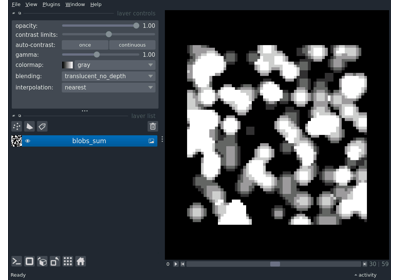 File View Plugins Window Help
layer controls
opacity: 1.00
contrast limits:
auto-contrast: once continuous
gamma: 1.00
colormap: gray
blending: translucent_no_depth
interpolation: nearest
layer list
blobs_sum
30 59
Ready activity